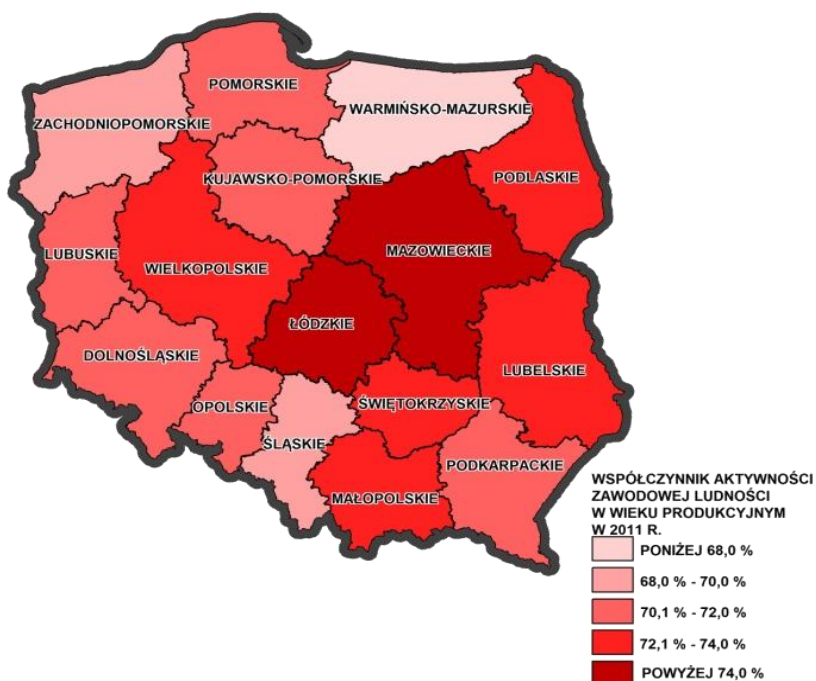 POMORSKIE
WARMIŃSKO-MAZURSKIE
ZACHODNIOPOMORSKIE
KUJAWSKO-POMORSKIE
PODLASKIE
LUBUSKIE
WIELKOPOLSKIE
MAZOWIECKIE
ŁÓDZKIE
DOLNOŚLĄSKIE
LUBELSKIE
OPOLSKIE
ŚWIĘTOKRZYSKIE
ŚLĄSKIE
PODKARPACKIE
MAŁOPOLSKIE
WSPÓŁCZYNNIK AKTYWNOŚCI
ZAWODOWEJ LUDNOŚCI
W WIEKU PRODUKCYJNYM
W 2011 R.
PONIŻEJ 68,0 %
68,0 % - 70,0 %
70,1 % - 72,0 %
72,1 % - 74,0 %
POWYŻEJ 74,0 %